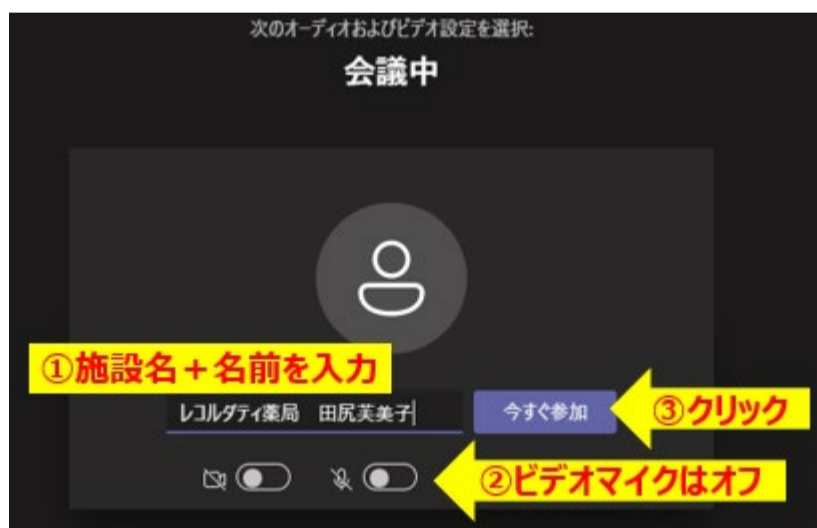 次のオーディオおよびビデオ設定を選択:
会議中
①施設名＋名前を入力
レコルダティ薬局　田尻芙美子
今すぐ参加
③クリック
②ビデオマイクはオフ